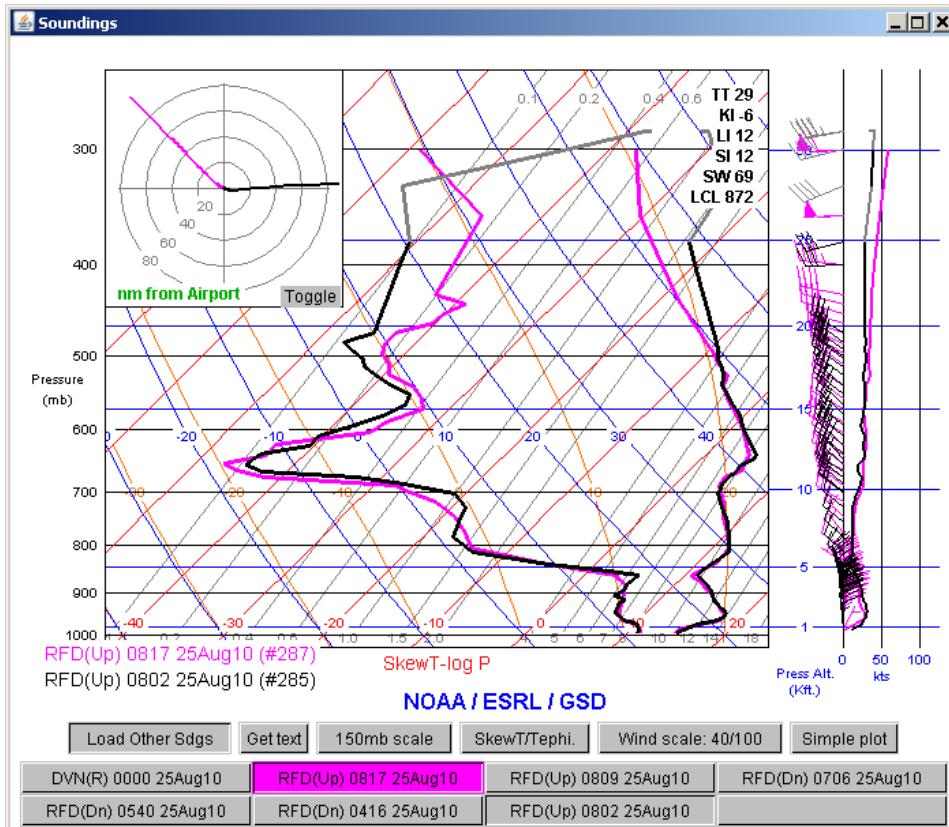 Soundings
0.1 0.2 0.4 0.6
TT 29
KI -6
LI 12
SI 12
SW 69
LCL 872
300
400
500
600
700
800
900
1000
Pressure
(mb)
20
40
60
80
nm from Airport
Toggle
20
15
10
5
1
-20 -10 0 10 20 30 40
-20 -10 40
-40 -30 -20 -10 0 10 20
0.2 0.4 0.6 1.0 1.5 8 10 12 14 18
RFD(Up) 0817 25Aug10 (#287)
RFD(Up) 0802 25Aug10 (#285)
SkewT-log P
Press Alt.
(Kft.)
0 50 100
kts
NOAA / ESRL / GSD
Load Other Sdgs Get text 150mb scale SkewT/Tephi. Wind scale: 40/100 Simple plot
DVN(R) 0000 25Aug10 RFD(Up) 0817 25Aug10 RFD(Up) 0809 25Aug10 RFD(Dn) 0706 25Aug10
RFD(Dn) 0540 25Aug10 RFD(Dn) 0416 25Aug10 RFD(Up) 0802 25Aug10